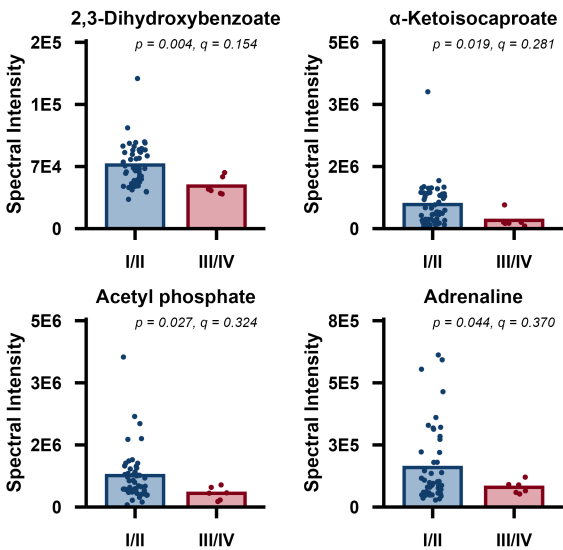 2,3-Dihydroxybenzoate
p = 0.004, q = 0.154
Spectral Intensity
2E5
1E5
7E4
0
I/II
III/IV
α-Ketoisocaproate
p = 0.019, q = 0.281
Spectral Intensity
5E6
3E6
2E6
0
I/II
III/IV
Acetyl phosphate
p = 0.027, q = 0.324
Spectral Intensity
5E6
3E6
2E6
0
I/II
III/IV
Adrenaline
p = 0.044, q = 0.370
Spectral Intensity
8E5
5E5
3E5
0
I/II
III/IV